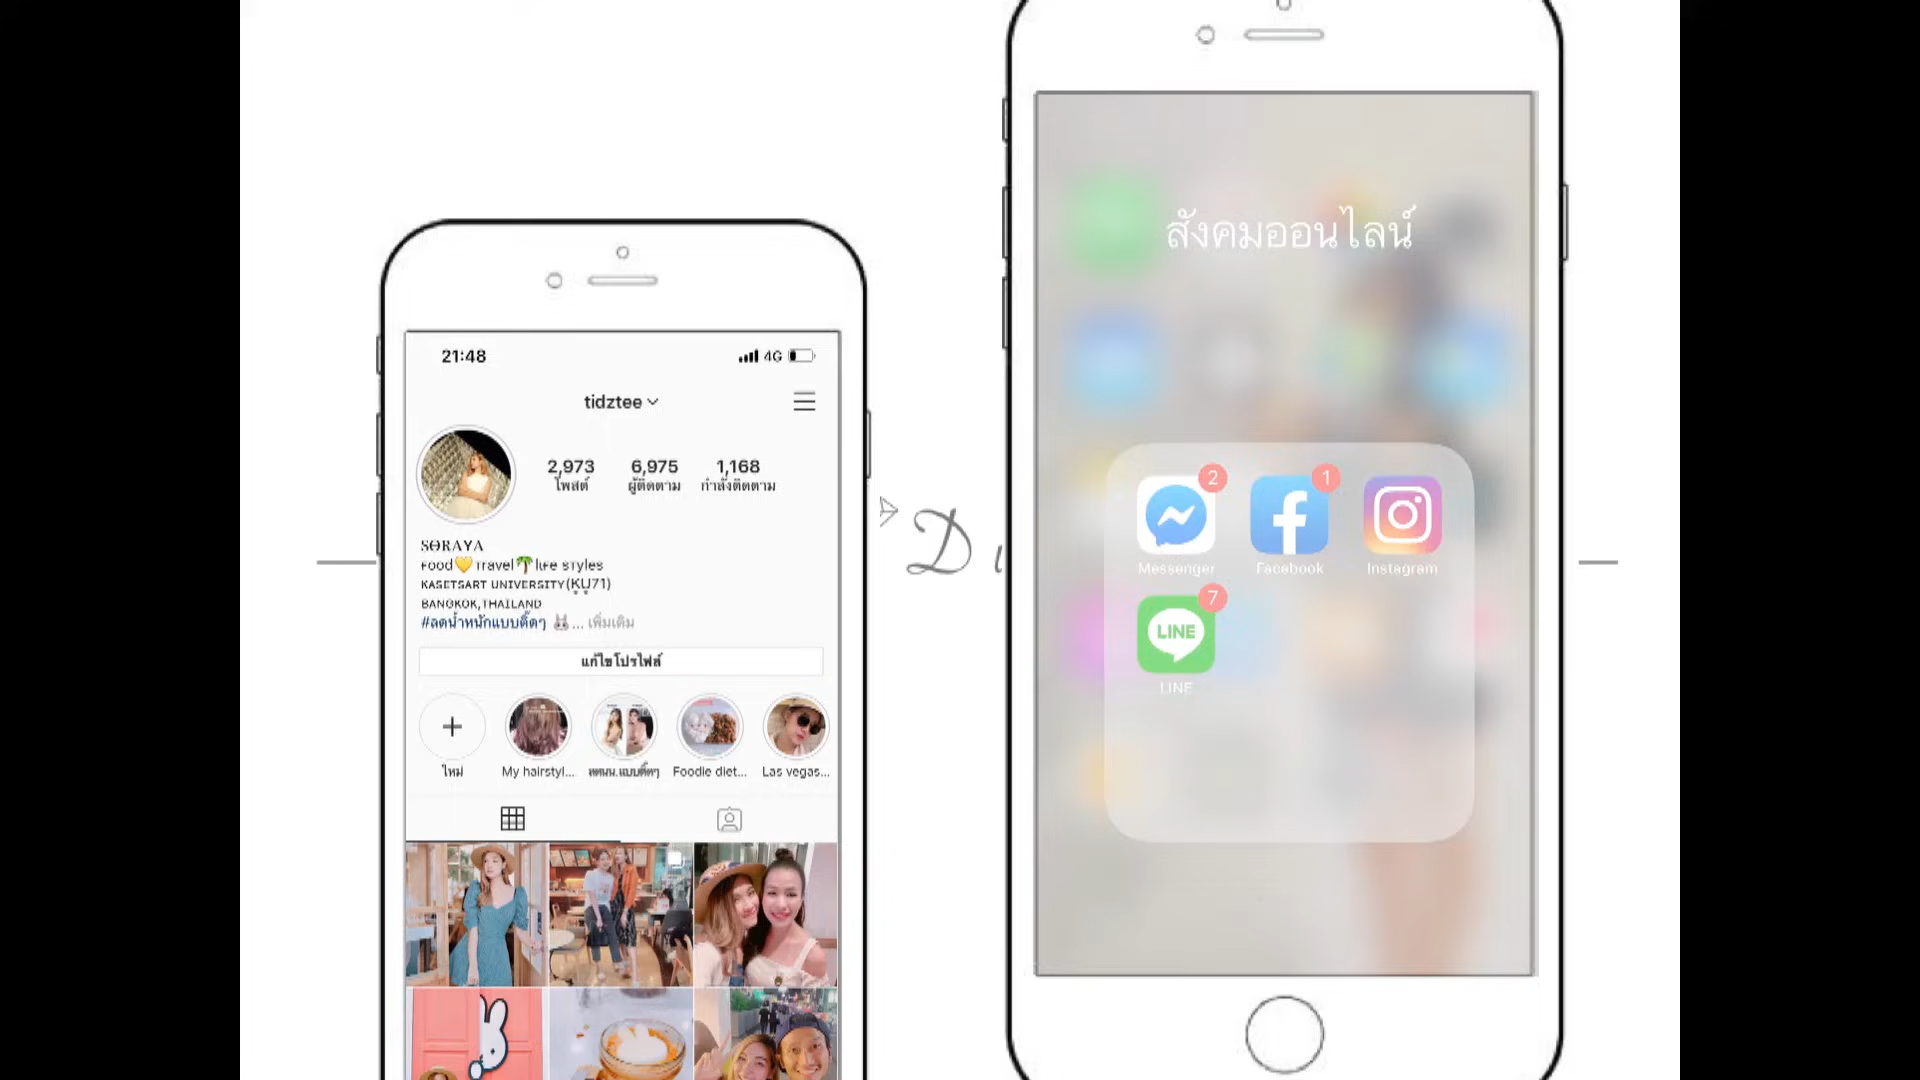 21:48
4G
tidztee
2,973
6,975
1,168
โพสต์
ผู้ติดตาม
กำลังติดตาม
SORAYA
Food💛Travel🌴life styles
KASETSART UNIVERSITY(KU71)
BANGKOK,THAILAND
#ลดน้ำหนักแบบติ๊ดๆ 🐰... เพิ่มเติม
แก้ไขโปรไฟล์
ใหม่
My hairstyl...
Foodie diet...
Las vegas...
D
สังคมออนไลน์
2
1
Messenger
Facebook
Instagram
7
LINE
LINE